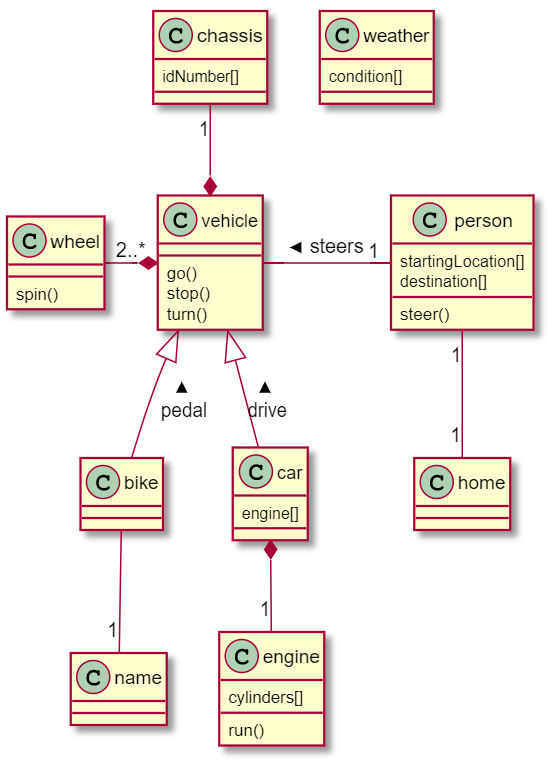 C chassis
idNumber[]
C weather
condition[]
1
C vehicle
go()
stop()
turn()
C wheel
spin()
2..*
◄ steers
1
C person
startingLocation[]
destination[]
steer()
▲
pedal
▲
drive
1
1
C bike
C car
engine[]
C home
1
1
C name
C engine
cylinders[]
run()